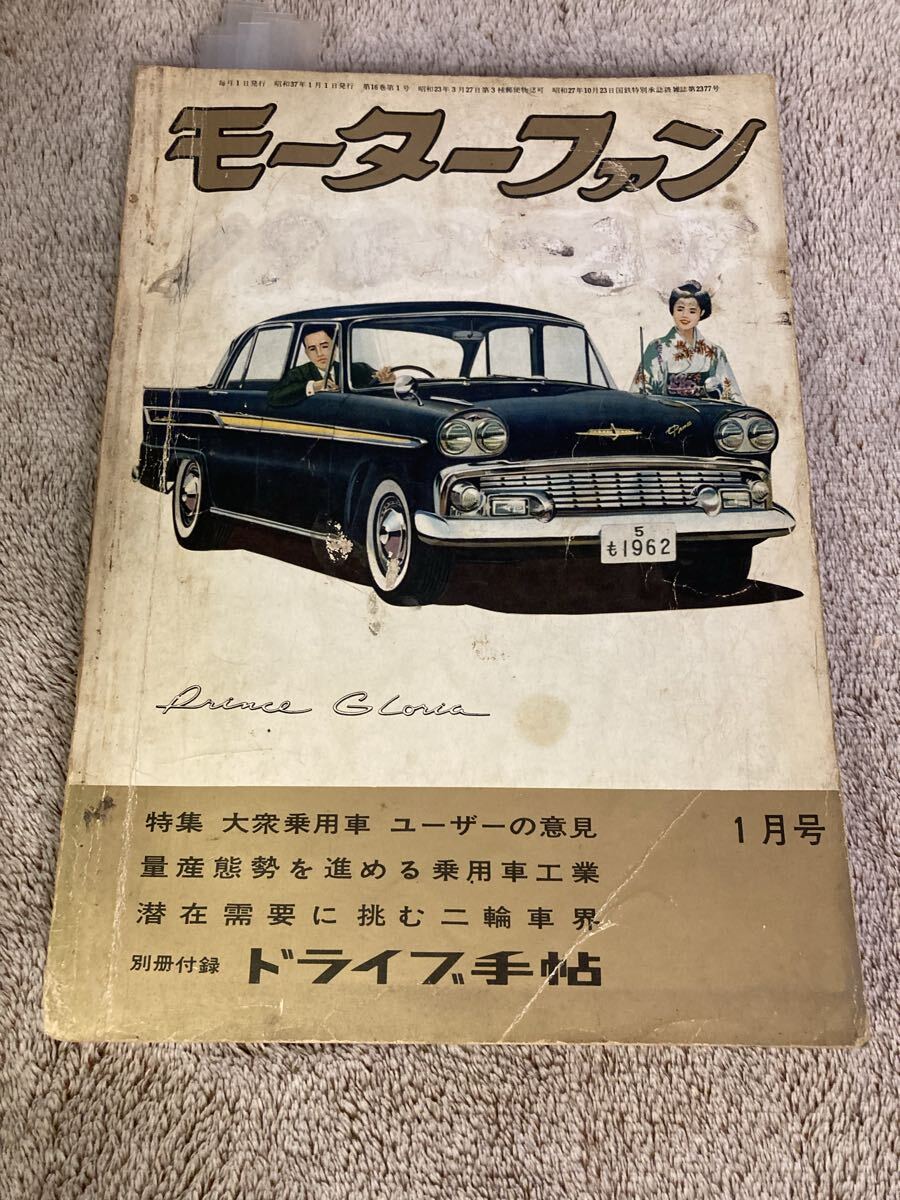 毎月1日発行 昭和37年1月1日発行 第16巻第1号 昭和23年3月27日第3種郵便物認可 昭和27年10月23日国鉄特別承認誌雑誌第2377号
モーターファン
5
も1962
Prince Gloria
特集 大衆乗用車 ユーザーの意見
1月号
量産態勢を進める乗用車工業
潜在需要に挑む二輪車界
別冊付録 ドライブ手帖